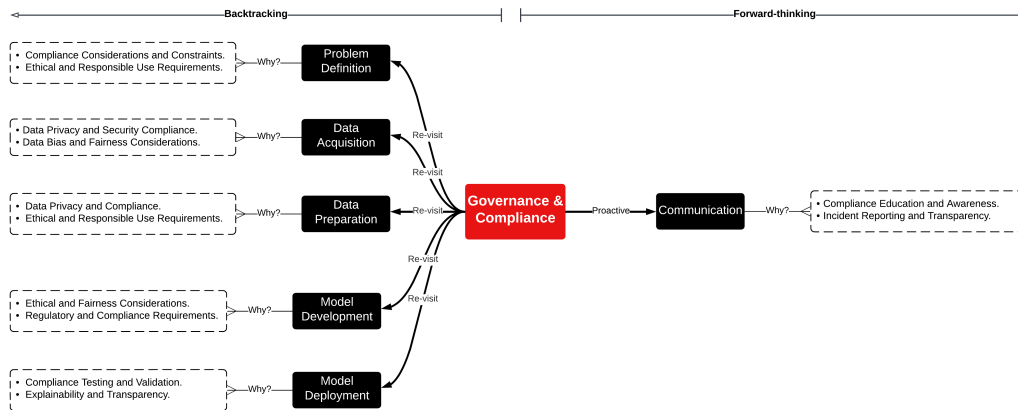 Backtracking
Forward-thinking
• Compliance Considerations and Constraints.
• Ethical and Responsible Use Requirements.
Why?
Problem
Definition
• Data Privacy and Security Compliance.
• Data Bias and Fairness Considerations.
Why?
Data
Acquisition
Re-visit
Re-visit
• Data Privacy and Compliance.
• Ethical and Responsible Use Requirements.
Why?
Data
Preparation
Re-visit
Governance &
Compliance
Proactive
Communication
Why?
• Compliance Education and Awareness.
• Incident Reporting and Transparency.
Re-visit
Re-visit
• Ethical and Fairness Considerations.
• Regulatory and Compliance Requirements.
Why?
Model
Development
• Compliance Testing and Validation.
• Explainability and Transparency.
Why?
Model
Deployment